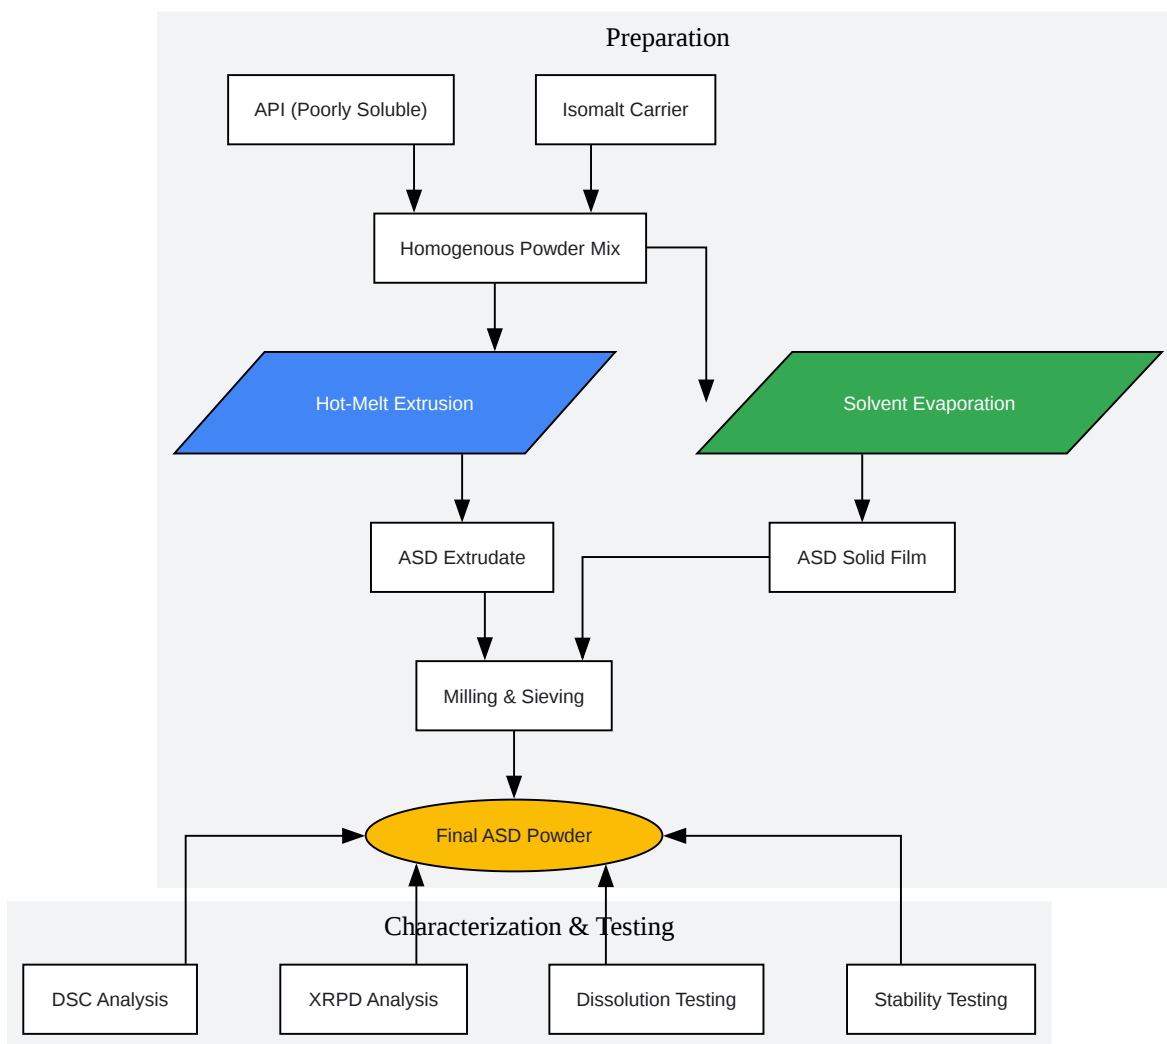 Preparation
API (Poorly Soluble)
Isomalt Carrier
Homogenous Powder Mix
Hot-Melt Extrusion
Solvent Evaporation
ASD Extrudate
ASD Solid Film
Milling & Sieving
Final ASD Powder
Characterization & Testing
DSC Analysis
XRPD Analysis
Dissolution Testing
Stability Testing